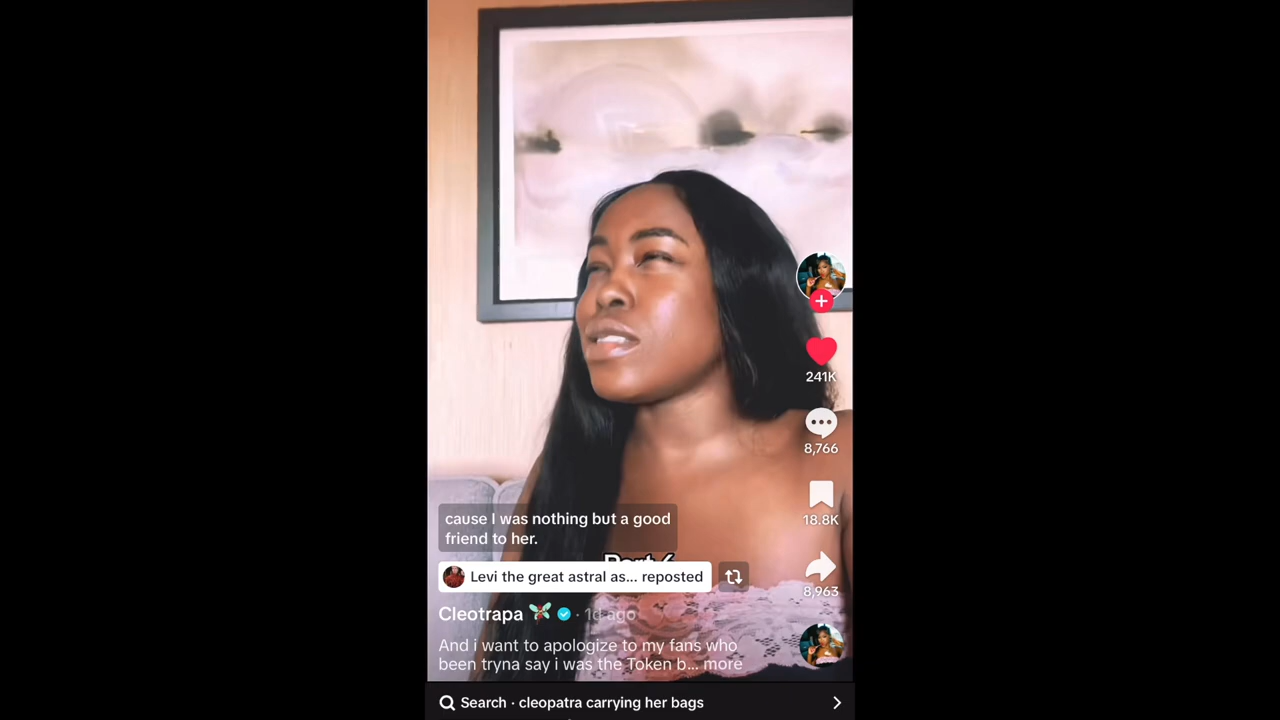 241K
8,766
18.8K
8,963
cause I was nothing but a good
friend to her.
Levi the great astral as... reposted
Cleotrapa · 1d ago
And i want to apologize to my fans who
been tryna say i was the Token b... more
Search · cleopatra carrying her bags